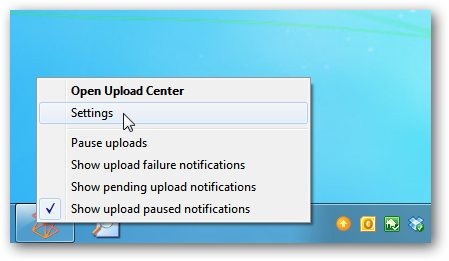 Open Upload Center
Settings
Pause uploads
Show upload failure notifications
Show pending upload notifications
Show upload paused notifications